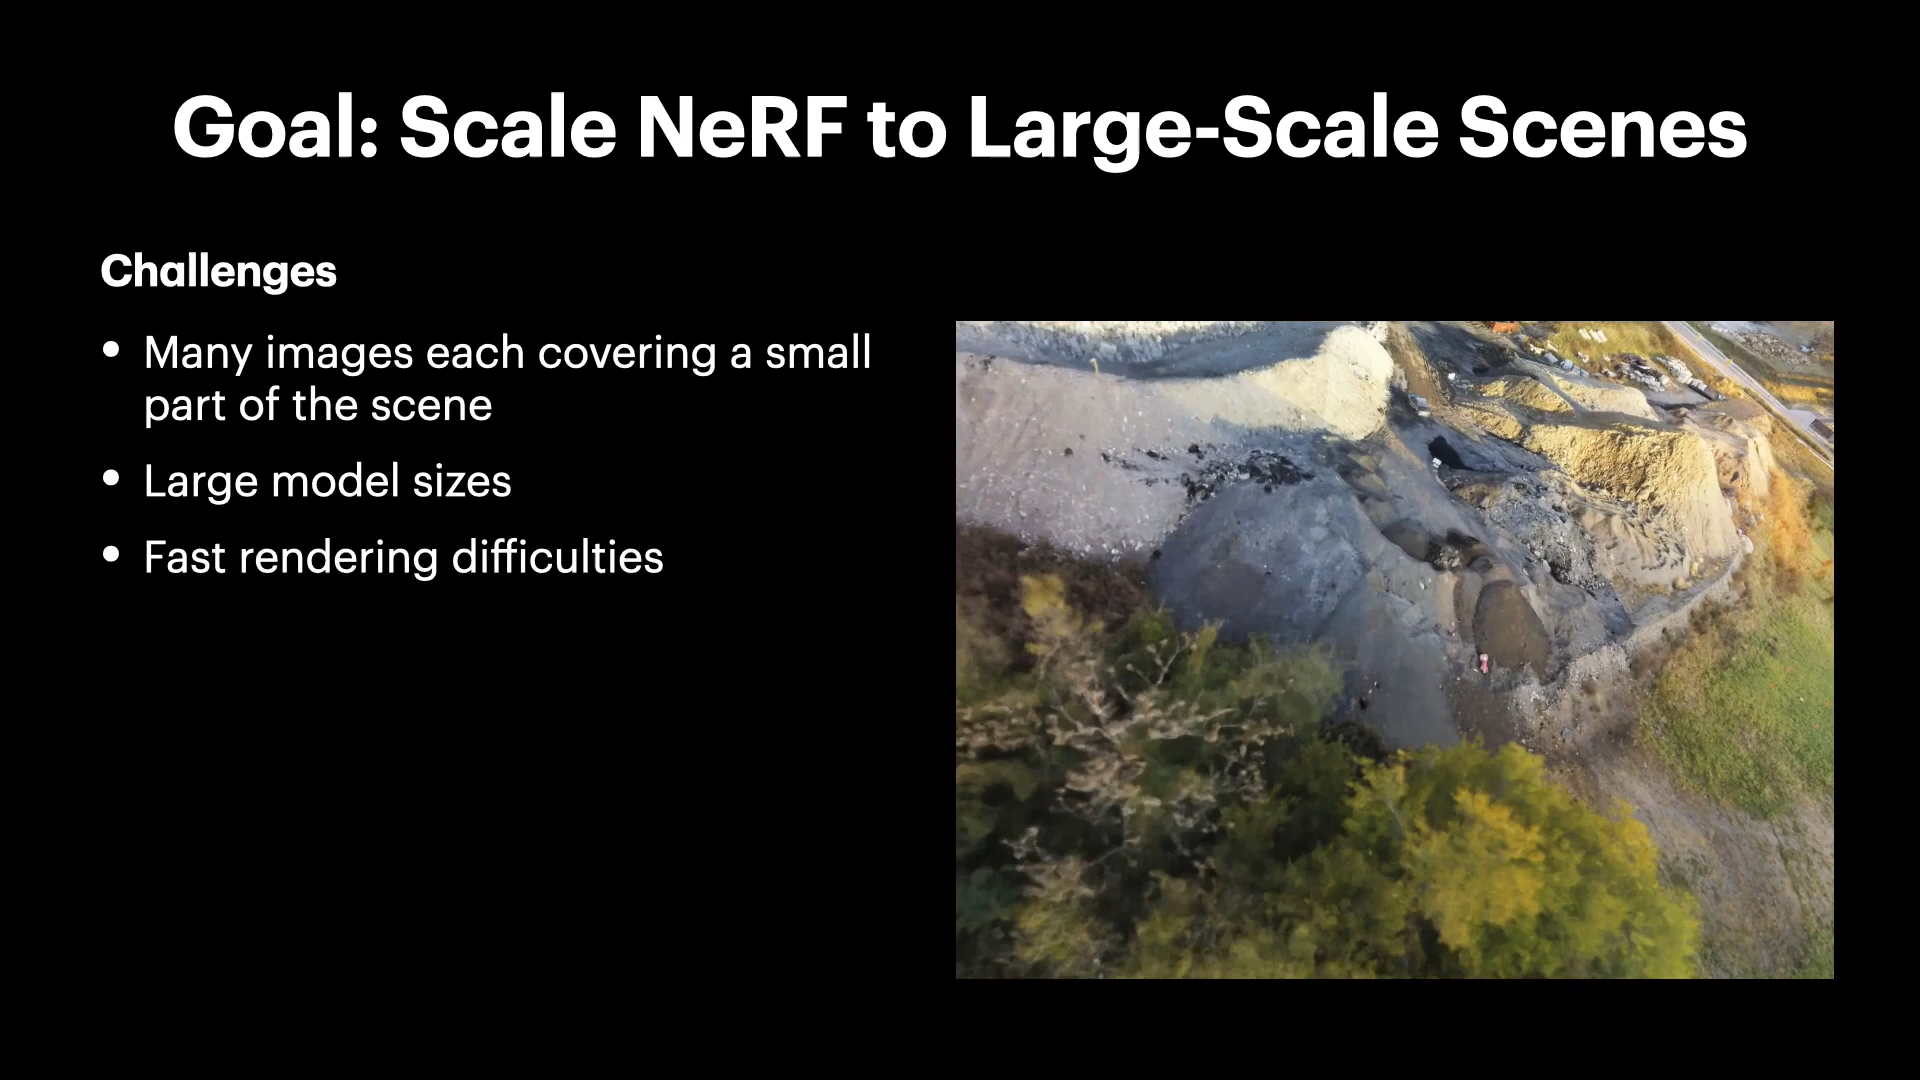 Goal: Scale NeRF to Large-Scale Scenes
Challenges
• Many images each covering a small
part of the scene
• Large model sizes
• Fast rendering difficulties